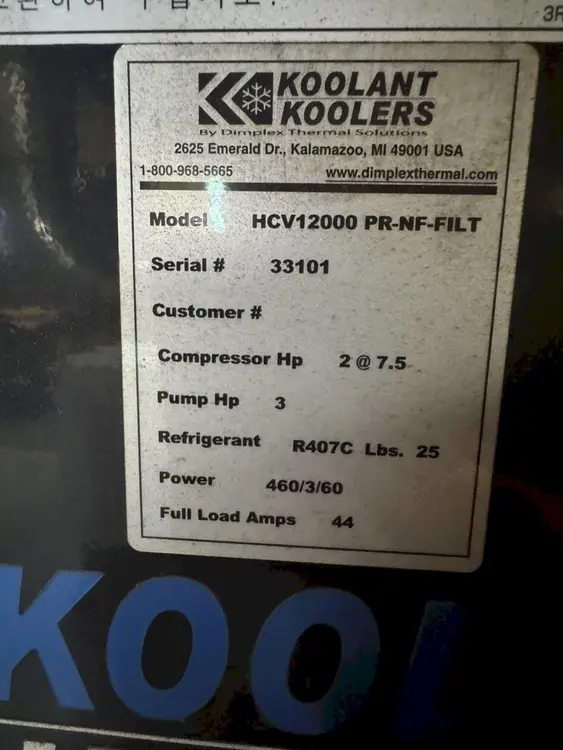 3F
KOOLANT
KOOLERS
By Dimplex Thermal Solutions
2625 Emerald Dr., Kalamazoo, MI 49001 USA
1-800-968-5665 www.dimplexthermal.com
Model HCV12000 PR-NF-FILT
Serial # 33101
Customer #
Compressor Hp 2 @ 7.5
Pump Hp 3
Refrigerant R407C Lbs. 25
Power 460/3/60
Full Load Amps 44
KOOL